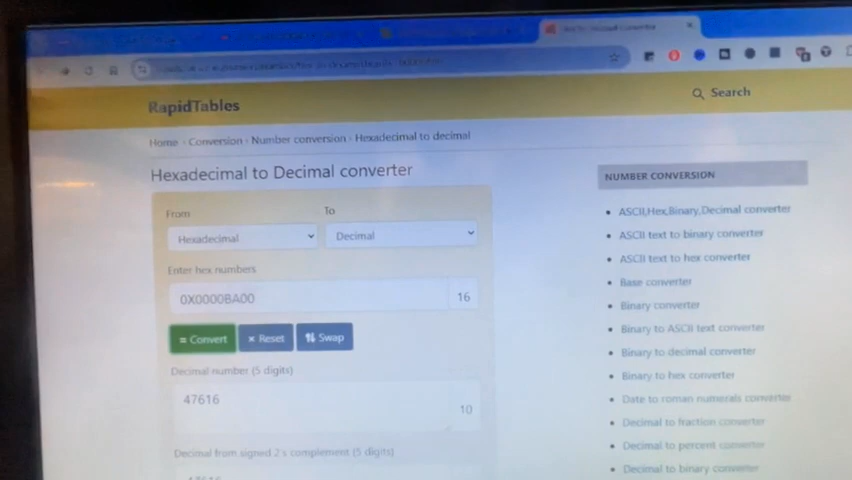 RapidTables
Search
Home › Conversion › Number conversion › Hexadecimal to decimal
Hexadecimal to Decimal converter
From
To
Hexadecimal
Decimal
Enter hex numbers
0X0000BA00
16
= Convert
× Reset
⇅ Swap
Decimal number (5 digits)
47616
10
Decimal from signed 2's complement (5 digits)
NUMBER CONVERSION
ASCII,Hex,Binary,Decimal converter
ASCII text to binary converter
ASCII text to hex converter
Base converter
Binary converter
Binary to ASCII text converter
Binary to decimal converter
Binary to hex converter
Date to roman numerals converter
Decimal to fraction converter
Decimal to percent converter
Decimal to binary converter